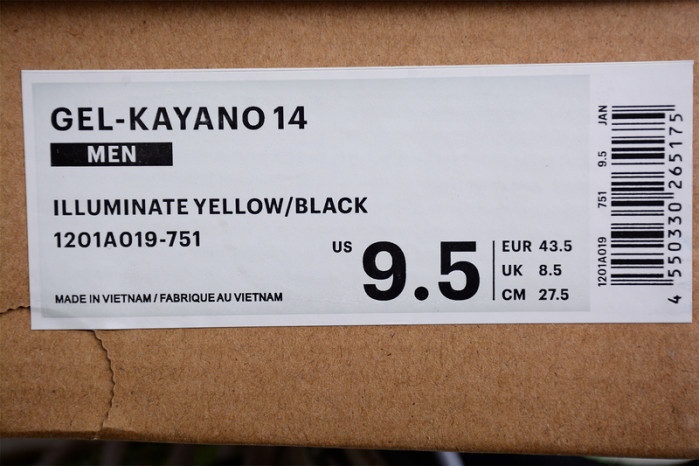 GEL-KAYANO 14
MEN
ILLUMINATE YELLOW/BLACK
1201A019-751
US 9.5
EUR 43.5
UK 8.5
CM 27.5
MADE IN VIETNAM / FABRIQUE AU VIETNAM
1201A019 751 9.5 JAN
4 550330 265175